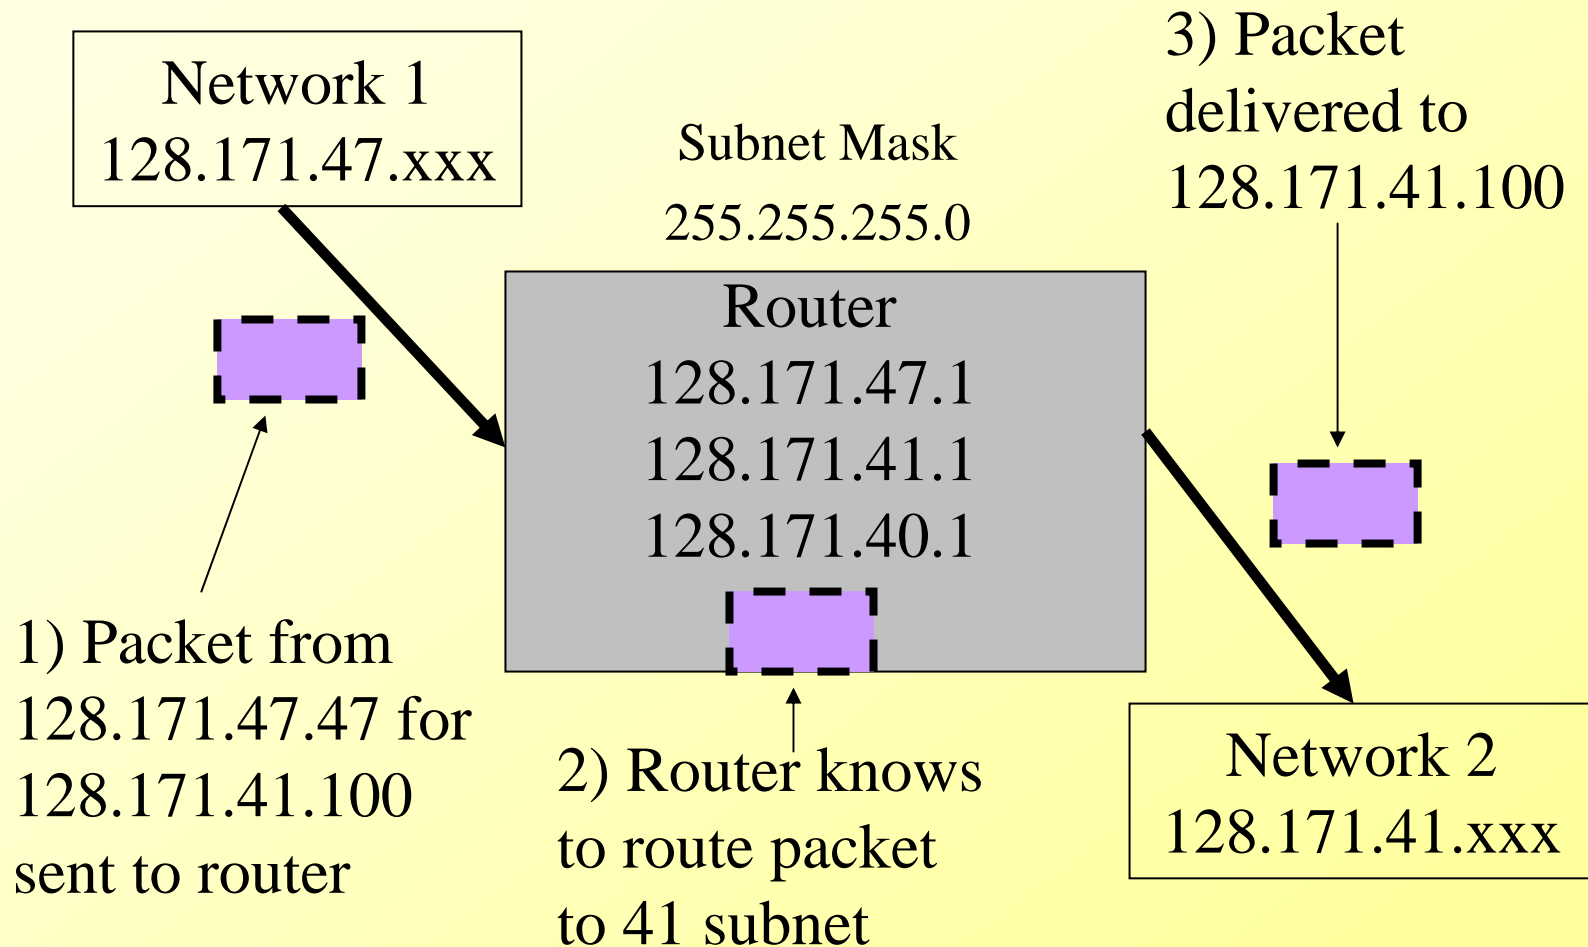 Network 1
128.171.47.xxx
Subnet Mask
255.255.255.0
3) Packet
delivered to
128.171.41.100
Router
128.171.47.1
128.171.41.1
128.171.40.1
1) Packet from
128.171.47.47 for
128.171.41.100
sent to router
2) Router knows
to route packet
to 41 subnet
Network 2
128.171.41.xxx